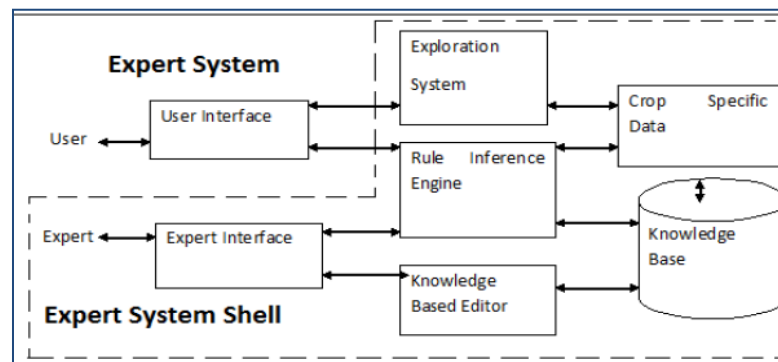 Expert System
Exploration
System
Crop Specific
Data
User
User Interface
Rule Inference
Engine
Expert
Expert Interface
Knowledge
Base
Knowledge
Based Editor
Expert System Shell